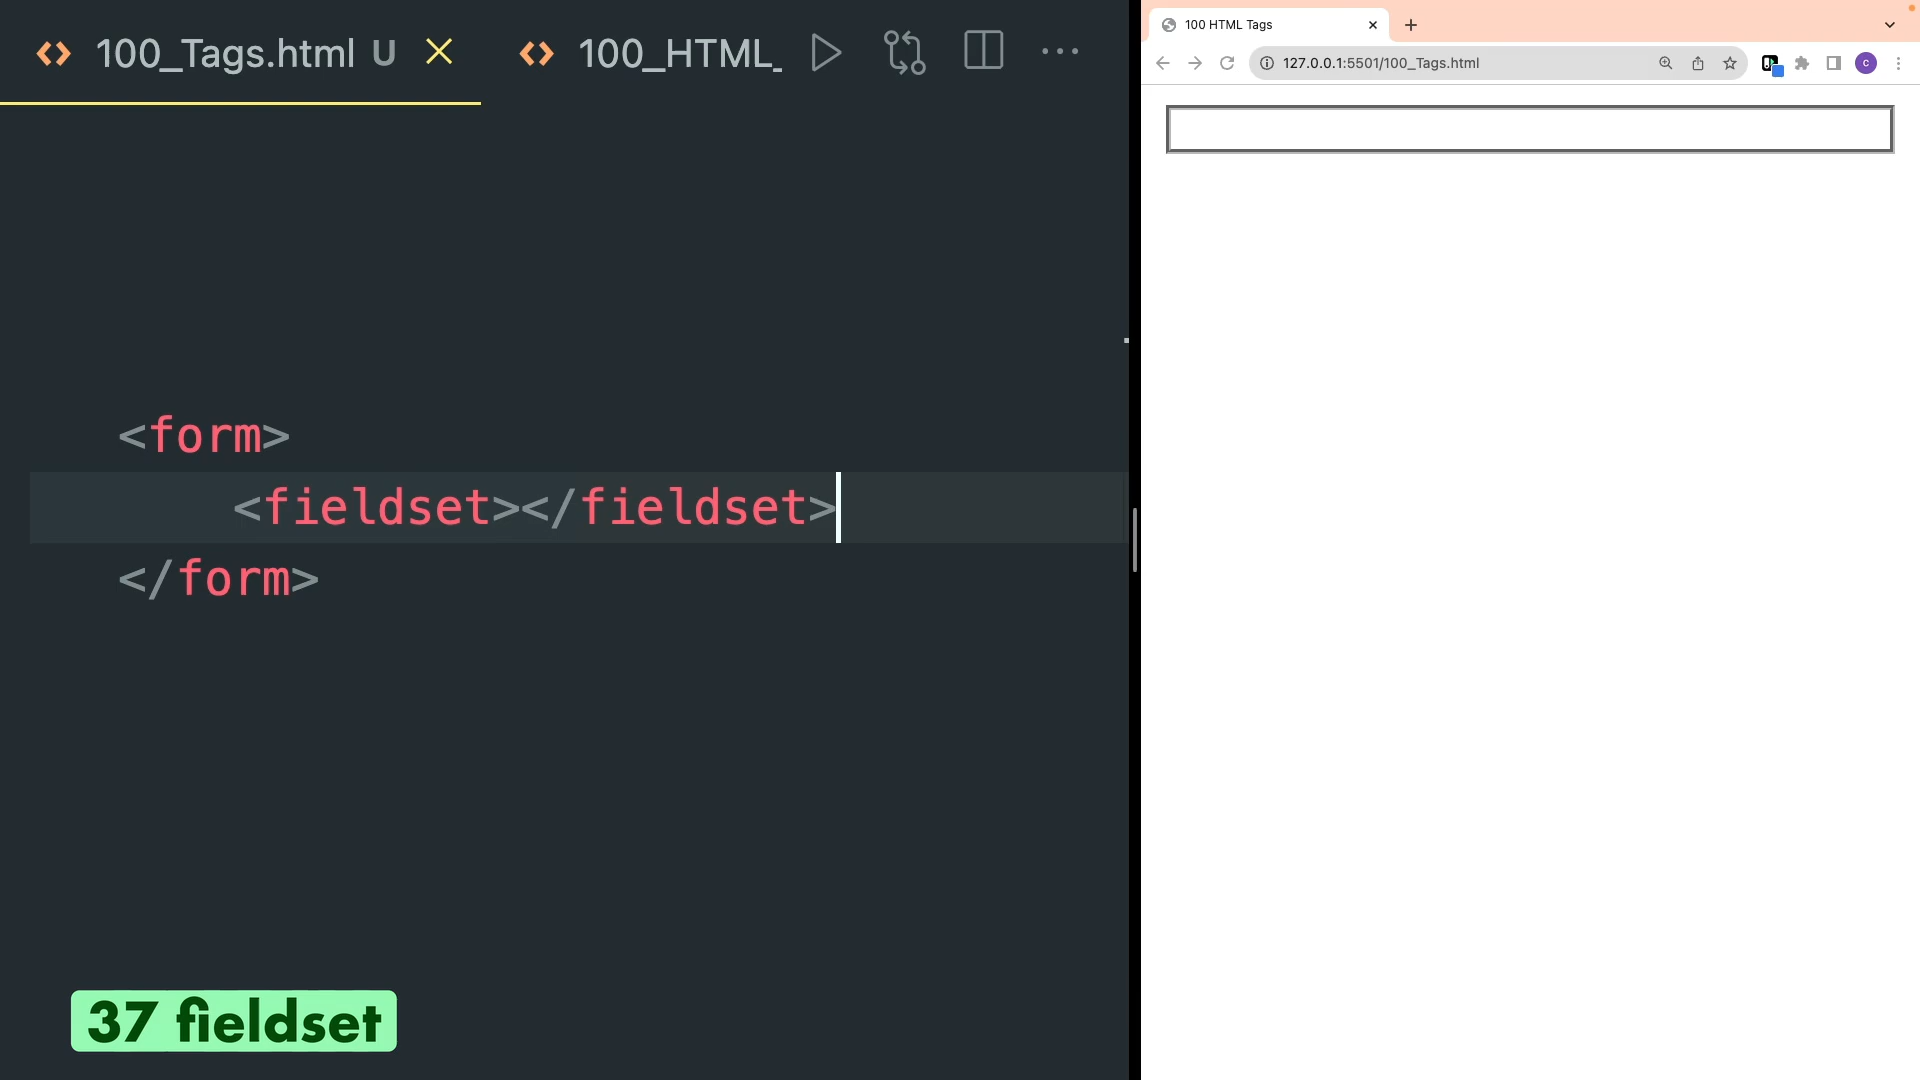 100_Tags.html U
100_HTML_
<form>
<fieldset></fieldset>
</form>
37 fieldset
100 HTML Tags
127.0.0.1:5501/100_Tags.html
C